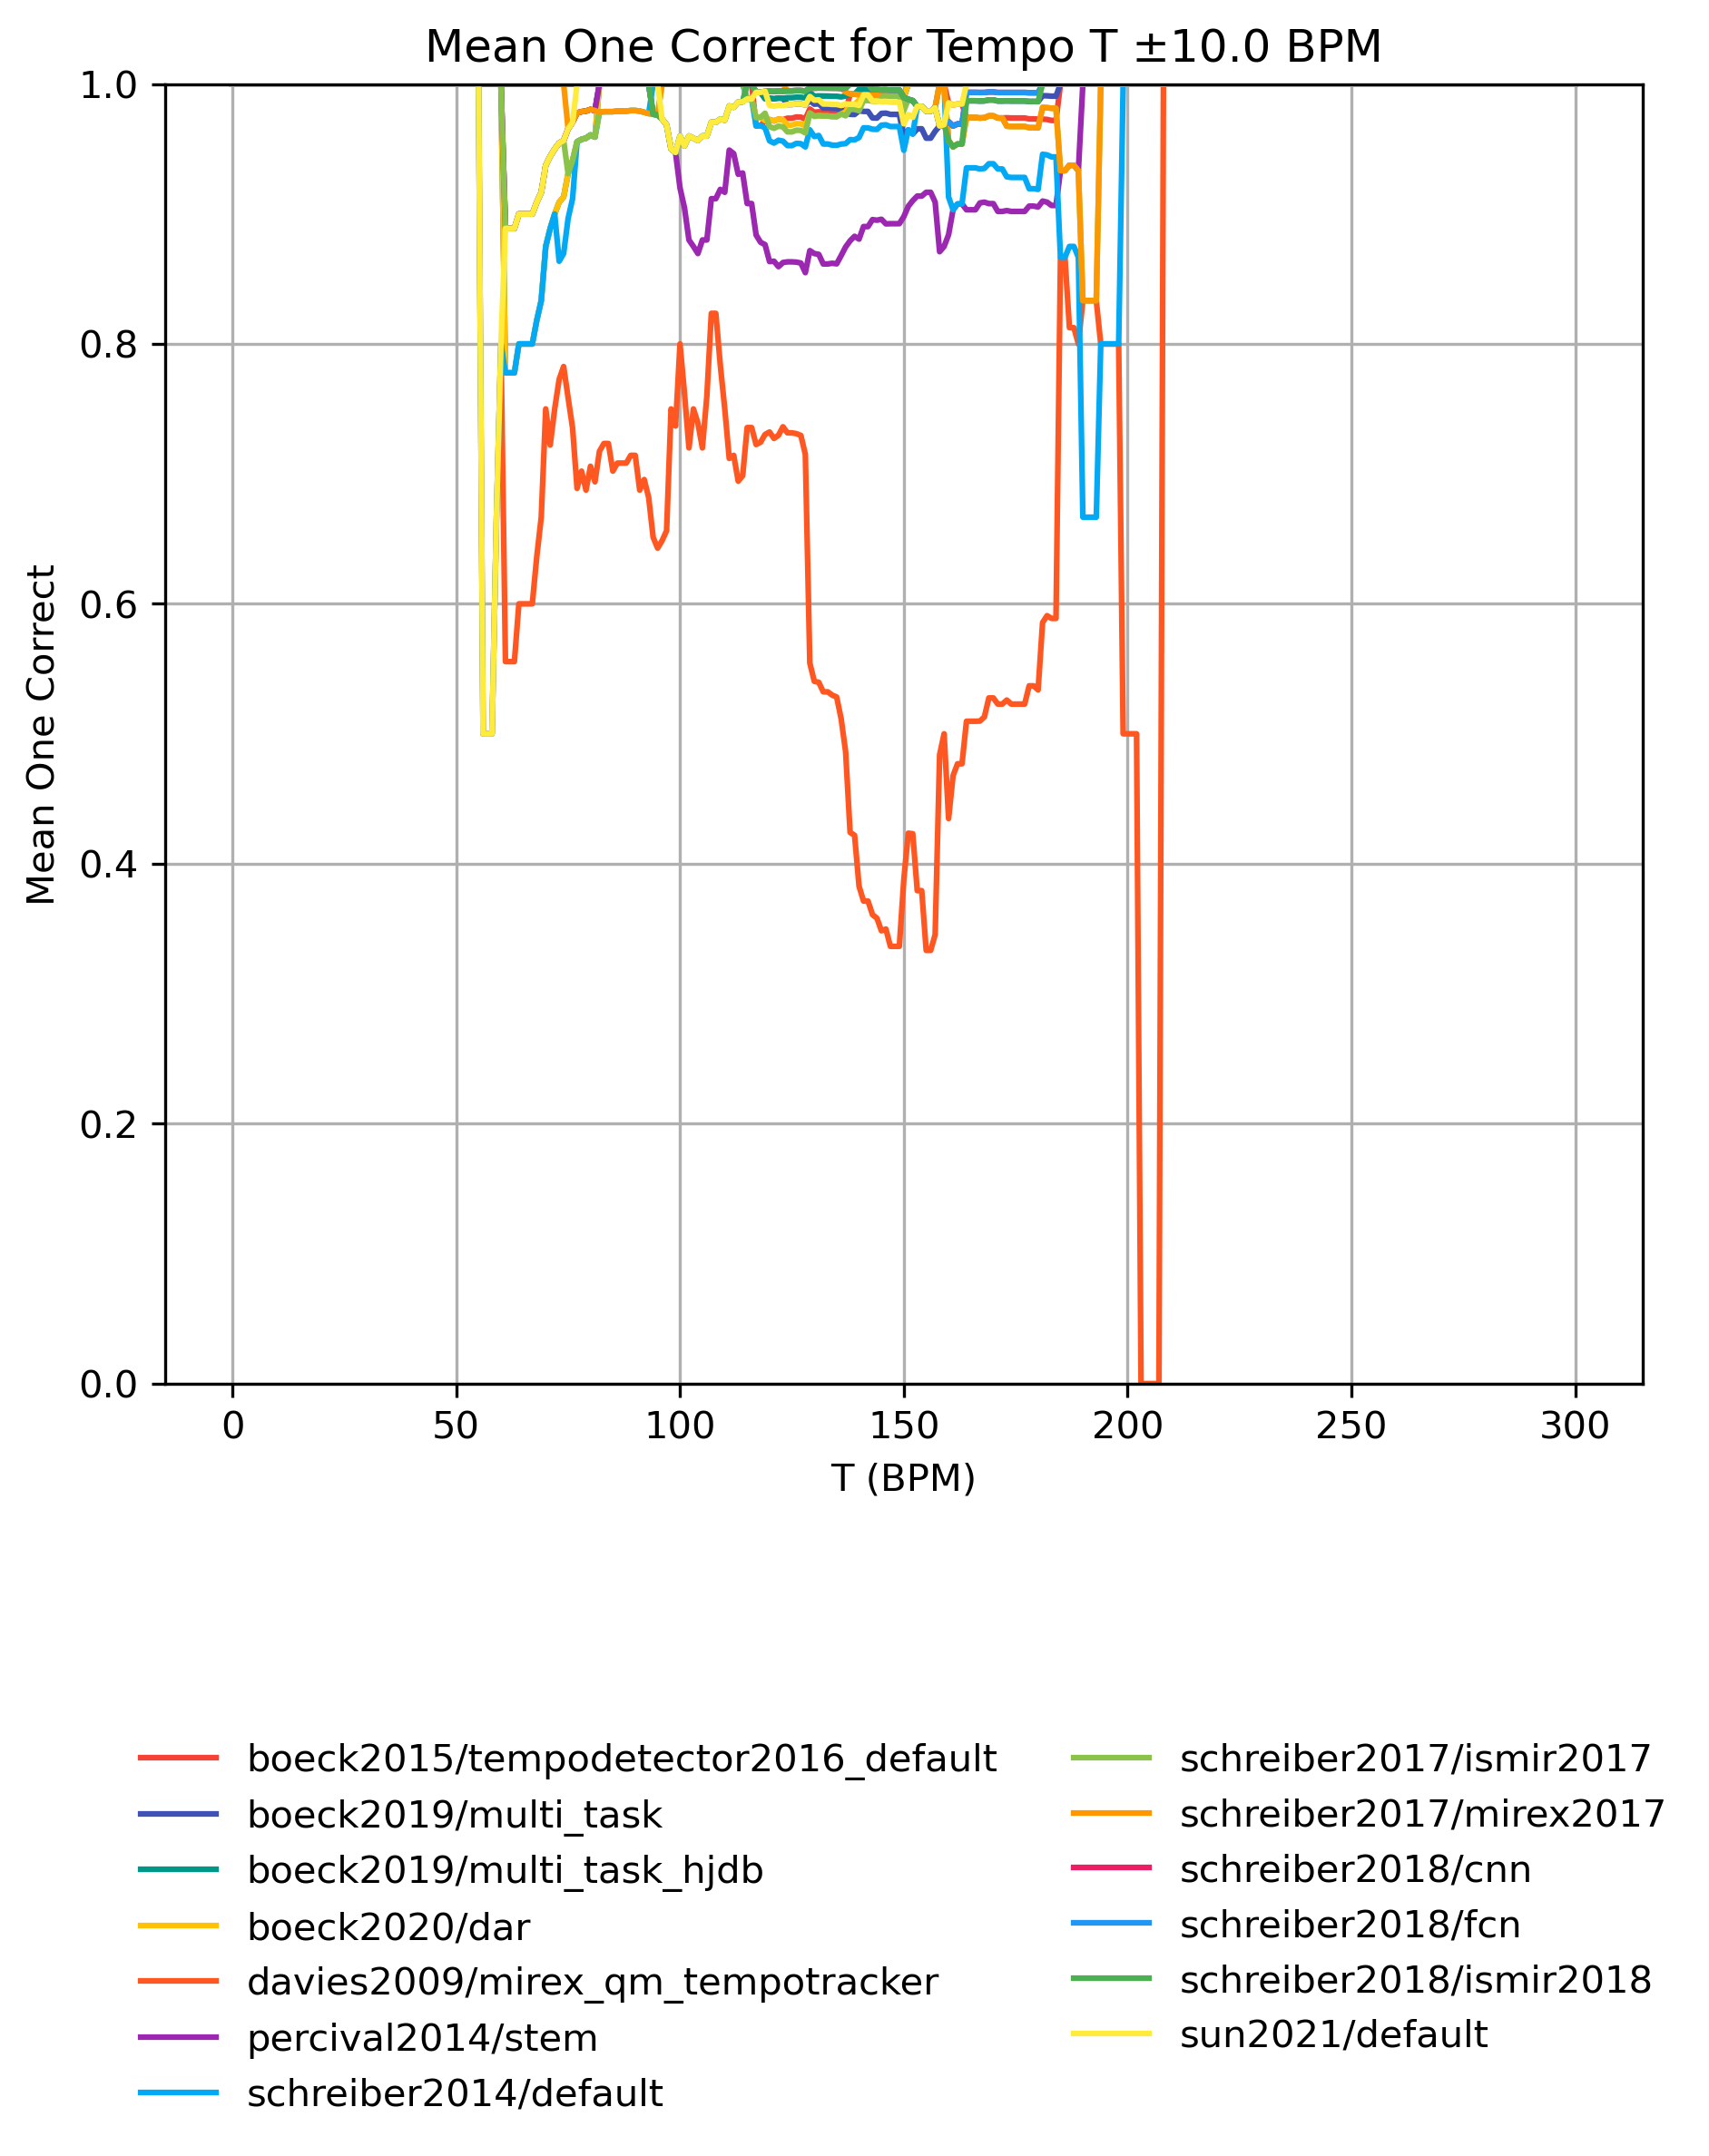 Mean One Correct for Tempo T ±10.0 BPM
1.0
0.8
0.6
0.4
0.2
0.0
Mean One Correct
0 50 100 150 200 250 300
T (BPM)
boeck2015/tempodetector2016_default
boeck2019/multi_task
boeck2019/multi_task_hjdb
boeck2020/dar
davies2009/mirex_qm_tempotracker
percival2014/stem
schreiber2014/default
schreiber2017/ismir2017
schreiber2017/mirex2017
schreiber2018/cnn
schreiber2018/fcn
schreiber2018/ismir2018
sun2021/default